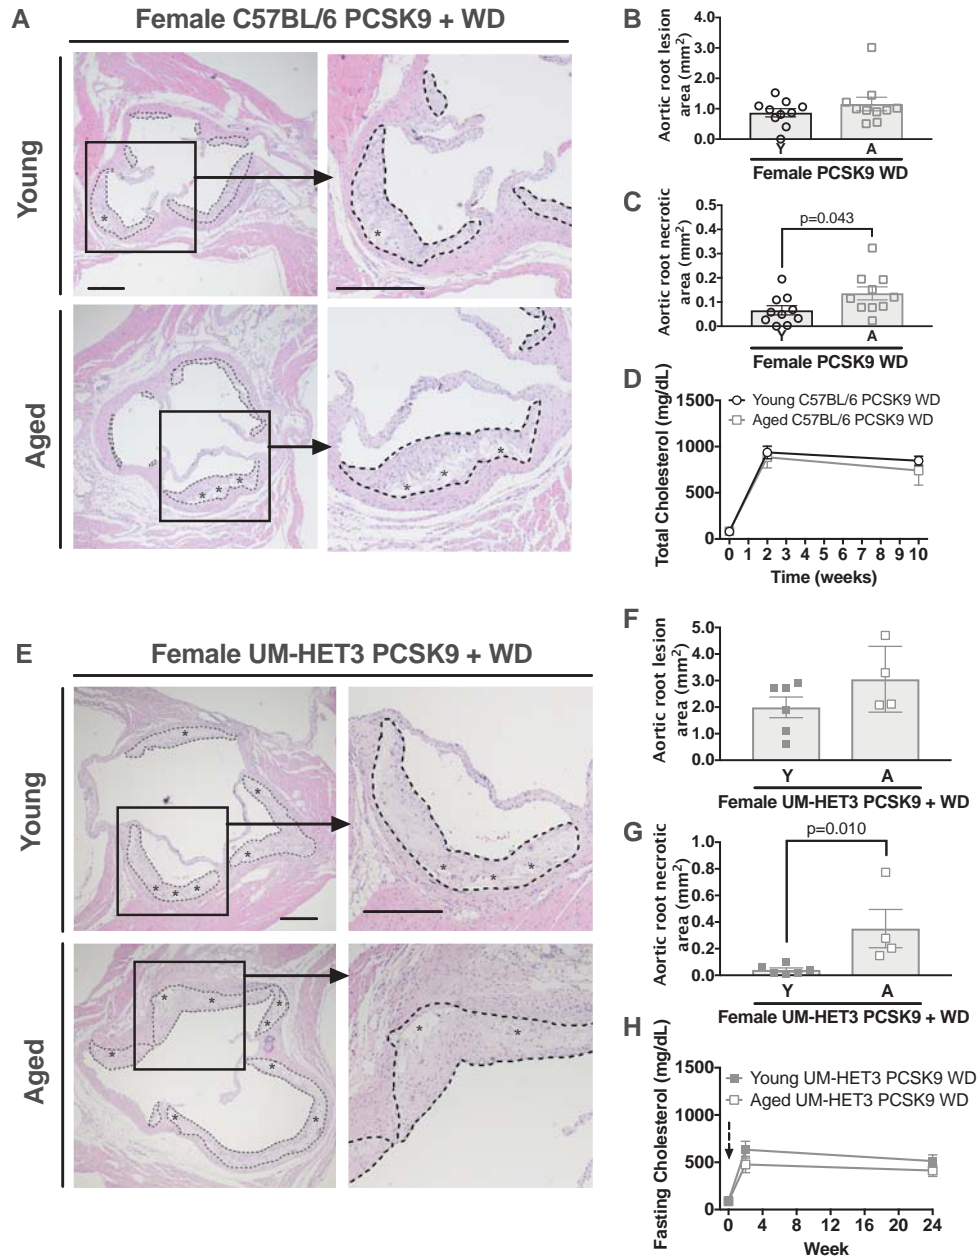 A
Female C57BL/6 PCSK9 + WD
Young
*
*
Aged
* * *
* * *
B
Aortic root lesion
area (mm²)
4.0
3.0
2.0
1.0
0.0
Y A
Female PCSK9 WD
C
Aortic root necrotic
area (mm²)
0.5
0.4
0.3
0.2
0.1
0.0
p=0.043
Y A
Female PCSK9 WD
D
Total Cholesterol (mg/dL)
1500
1000
500
0
Young C57BL/6 PCSK9 WD
Aged C57BL/6 PCSK9 WD
0 1 2 3 4 5 6 7 8 9 10
Time (weeks)
E
Female UM-HET3 PCSK9 + WD
Young
*
*
*
* * *
* * *
Aged
* * *
*
*
*
* *
* *
F
Aortic root lesion
area (mm²)
5.0
4.0
3.0
2.0
1.0
0.0
Y A
Female UM-HET3 PCSK9 + WD
G
Aortic root necrotic
area (mm²)
1.0
0.8
0.6
0.4
0.2
0.0
p=0.010
Y A
Female UM-HET3 PCSK9 + WD
H
Fasting Cholesterol (mg/dL)
1500
1000
500
0
Young UM-HET3 PCSK9 WD
Aged UM-HET3 PCSK9 WD
0 4 8 12 16 20 24
Week